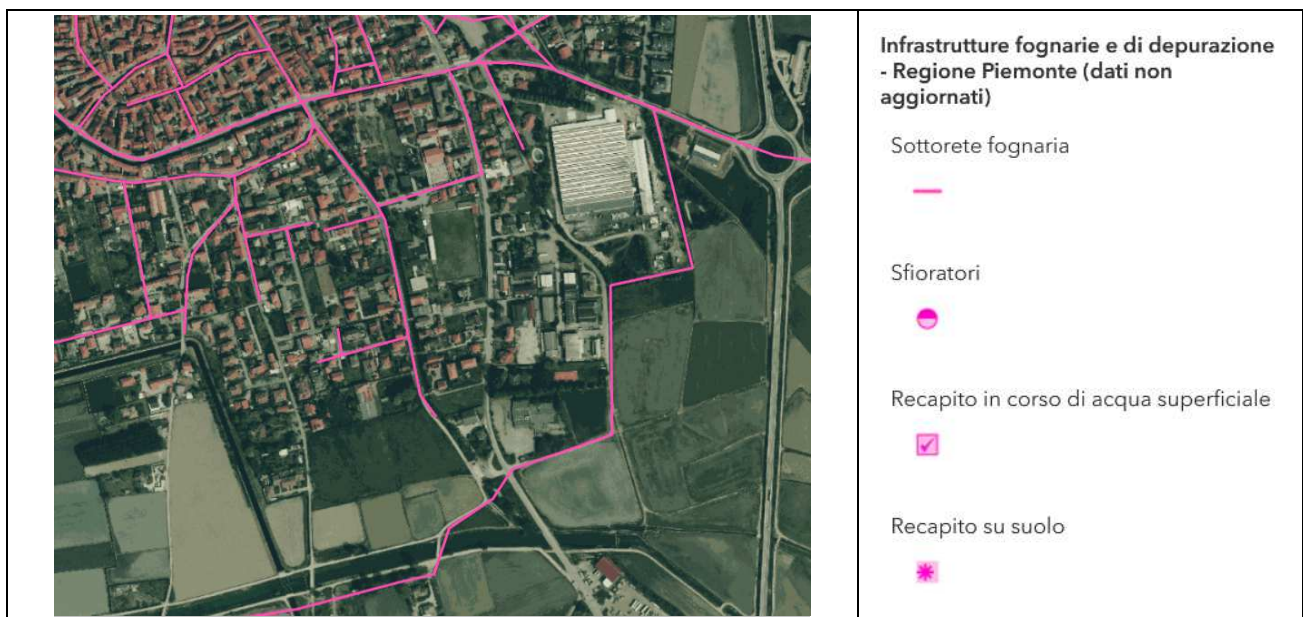 Infrastrutture fognarie e di depurazione
- Regione Piemonte (dati non
aggiornati)
Sottorete fognaria
Sfioratori
Recapito in corso di acqua superficiale
Recapito su suolo